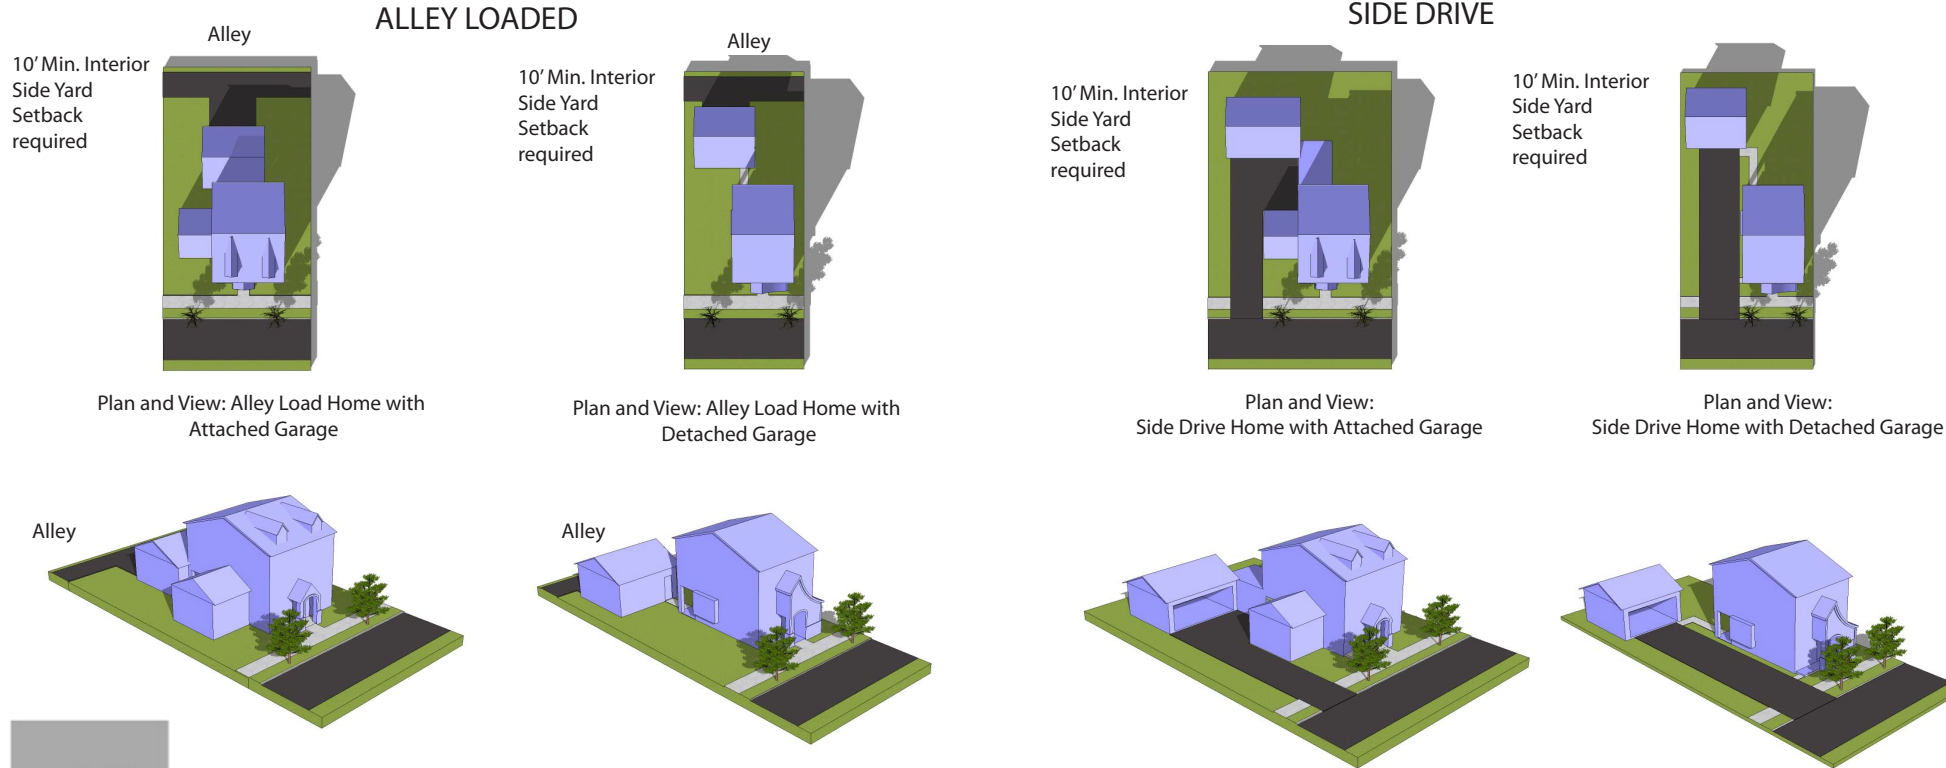 ALLEY LOADED
SIDE DRIVE
Alley
10’ Min. Interior
Side Yard
Setback
required
Alley
10’ Min. Interior
Side Yard
Setback
required
10’ Min. Interior
Side Yard
Setback
required
10’ Min. Interior
Side Yard
Setback
required
Plan and View: Alley Load Home with
Attached Garage
Plan and View: Alley Load Home with
Detached Garage
Plan and View:
Side Drive Home with Attached Garage
Plan and View:
Side Drive Home with Detached Garage
Alley
Alley